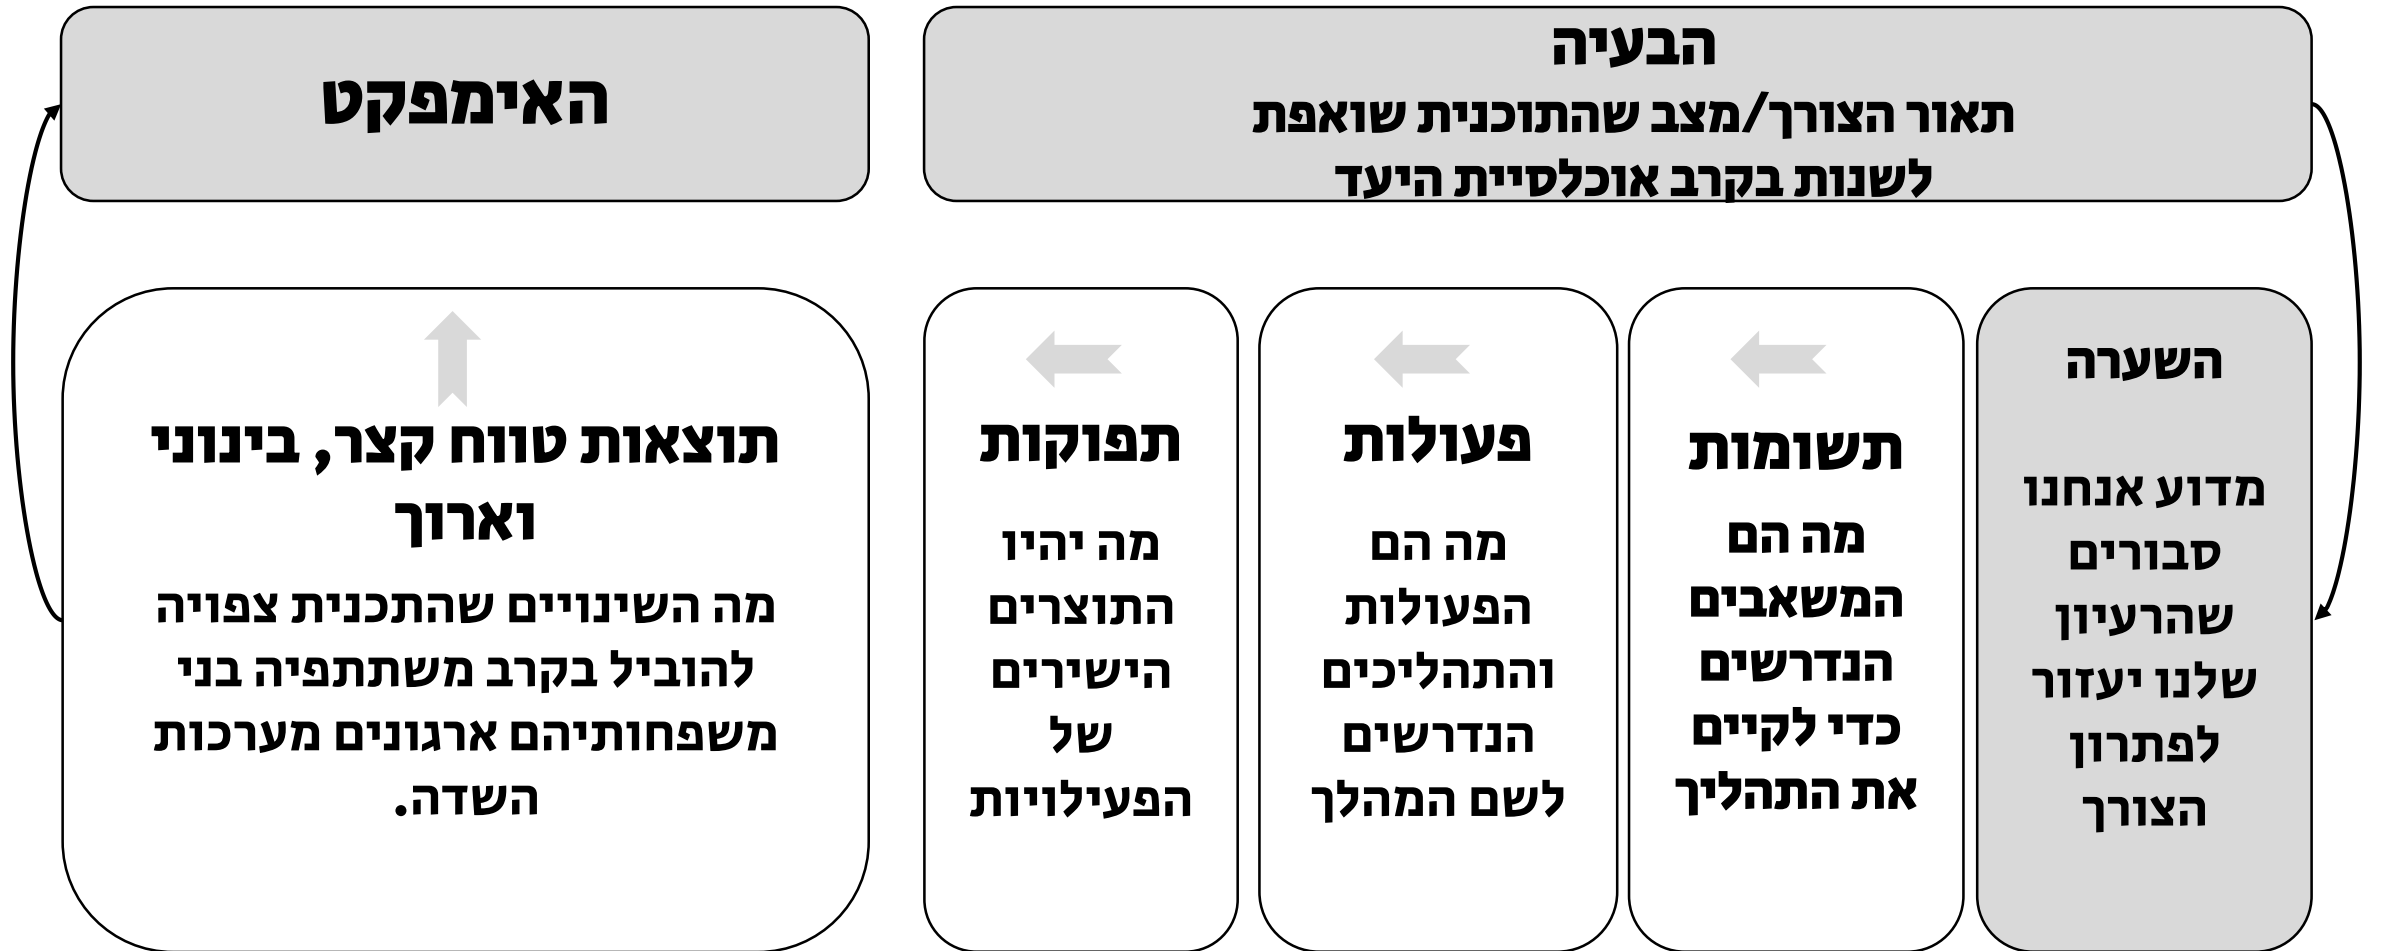 הבעיה
תאור הצורך/מצב שהתוכנית שואפת
לשנות בקרב אוכלסיית היעד
האימפקט
השערה
מדוע אנחנו
סבורים
שהרעיון
שלנו יעזור
לפתרון
הצורך
תשומות
מה הם
המשאבים
הנדרשים
כדי לקיים
את התהליך
פעולות
מה הם
הפעולות
והתהליכים
הנדרשים
לשם המהלך
תפוקות
מה יהיו
התוצרים
הישירים
של
הפעילויות
תוצאות טווח קצר, בינוני
וארוך
מה השינויים שהתכנית צפויה
להוביל בקרב משתתפיה בני
משפחותיהם ארגונים מערכות
השדה.